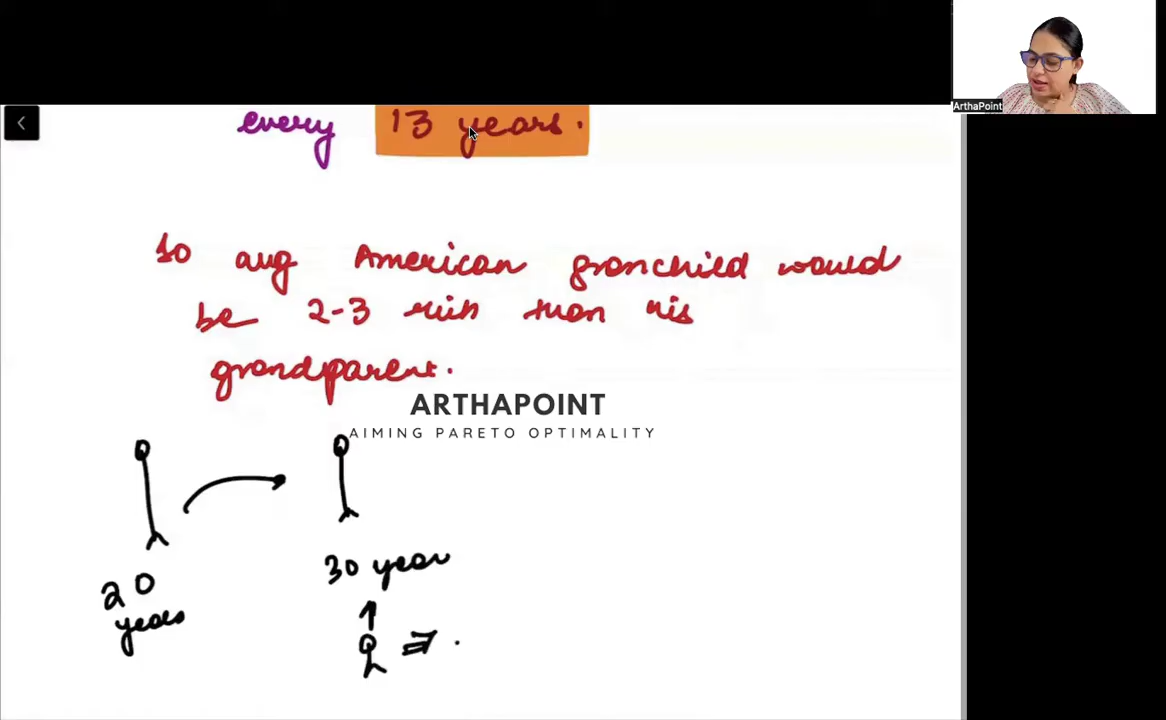 ArthaPoint
every 13 years.
so avg American granchild would
be 2-3 rich than his
grandparent.
ARTHAPOINT
AIMING PARETO OPTIMALITY
20
years
30 year